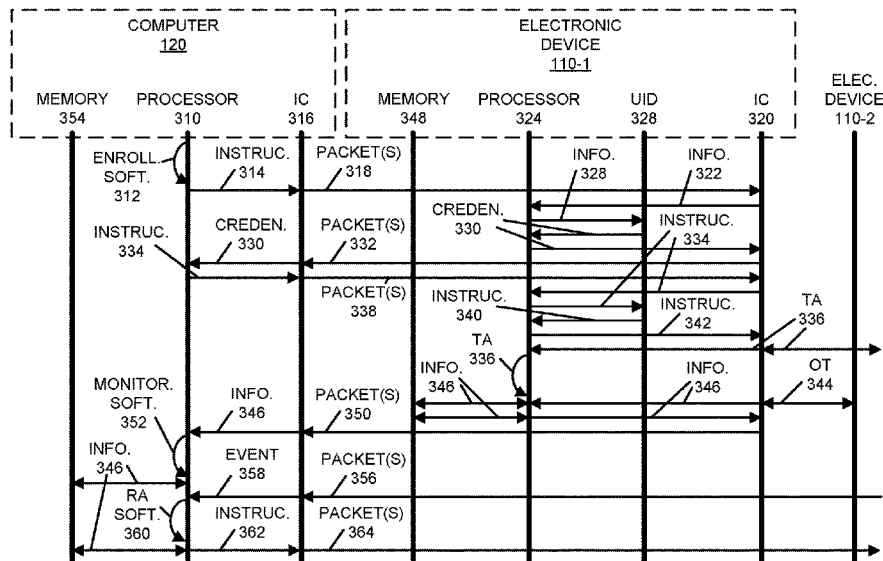 COMPUTER
120
ELECTRONIC
DEVICE
110-1
MEMORY PROCESSOR IC MEMORY PROCESSOR UID IC
354 310 316 348 324 328 320
ELEC.
DEVICE
110-2
ENROLL.
SOFT.
312
INSTRUC.
314
PACKET(S)
318
INFO.
328
INFO.
322
CREDEN.
330
INSTRUC.
334
INSTRUC.
334
CREDEN.
330
PACKET(S)
332
PACKET(S)
338
INSTRUC.
340
INSTRUC.
342
TA
336
TA
336
INFO.
346
INFO.
346
OT
344
MONITOR.
SOFT.
352
INFO.
346
PACKET(S)
350
INFO.
346
EVENT
358
PACKET(S)
356
RA
SOFT.
360
INSTRUC.
362
PACKET(S)
364